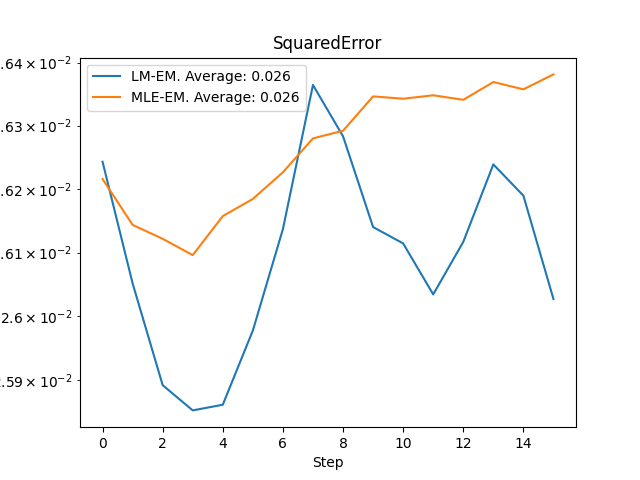 SquaredError
LM-EM. Average: 0.026
MLE-EM. Average: 0.026
.64 × 10⁻²
.63 × 10⁻²
.62 × 10⁻²
.61 × 10⁻²
2.6 × 10⁻²
2.59 × 10⁻²
0 2 4 6 8 10 12 14
Step